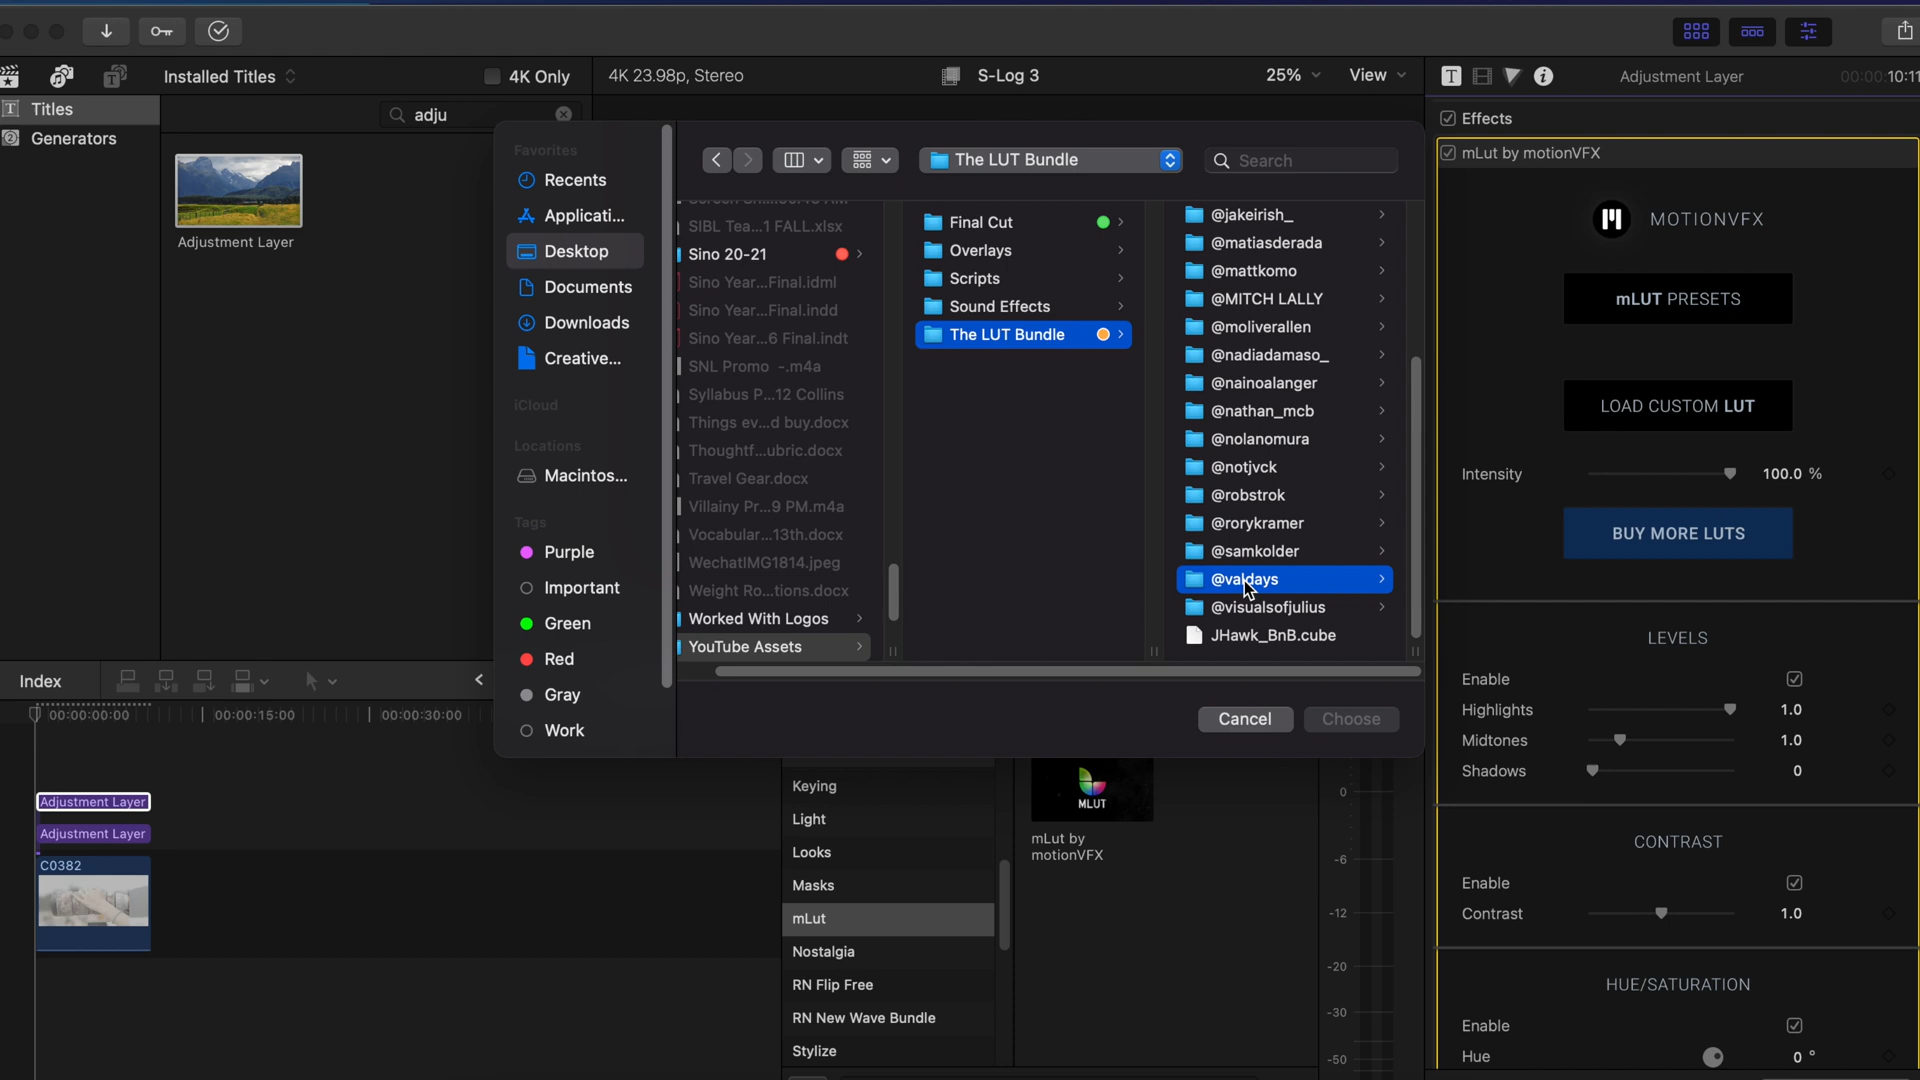 Installed Titles
4K Only
4K 23.98p, Stereo
S-Log 3
25%
View
Adjustment Layer
00:00:10:11
Titles
Generators
adju
Adjustment Layer
Favorites
Recents
Applicati...
Desktop
Documents
Downloads
Creative...
iCloud
Locations
Macintos...
Tags
Purple
Important
Green
Red
Gray
Work
The LUT Bundle
Search
SIBL Tea...1 FALL.xlsx
Sino 20-21
Sino Year...Final.idml
Sino Year...Final.indd
Sino Year...6 Final.indt
SNL Promo -.m4a
Syllabus P...12 Collins
Things ev...d buy.docx
Thoughtf...ubric.docx
Travel Gear.docx
Villainy Pr...9 PM.m4a
Vocabular...13th.docx
WechatIMG1814.jpeg
Weight Ro...tions.docx
Worked With Logos
YouTube Assets
Final Cut
Overlays
Scripts
Sound Effects
The LUT Bundle
@jakeirish_
@matiasderada
@mattkomo
@MITCH LALLY
@moliverallen
@nadiadamaso_
@nainoalanger
@nathan_mcb
@nolanomura
@notjvck
@robstrok
@rorykramer
@samkolder
@valdays
@visualsofjulius
JHawk_BnB.cube
Cancel
Choose
Effects
mLut by motionVFX
MOTIONVFX
mLUT PRESETS
LOAD CUSTOM LUT
Intensity
100.0 %
BUY MORE LUTS
LEVELS
Enable
Highlights
1.0
Midtones
1.0
Shadows
0
CONTRAST
Enable
Contrast
1.0
HUE/SATURATION
Enable
Hue
0 °
Index
00:00:00:00
00:00:15:00
00:00:30:00
Adjustment Layer
Adjustment Layer
C0382
Keying
Light
Looks
Masks
mLut
Nostalgia
RN Flip Free
RN New Wave Bundle
Stylize
MLUT
mLut by
motionVFX
0
-6
-12
-20
-30
-50